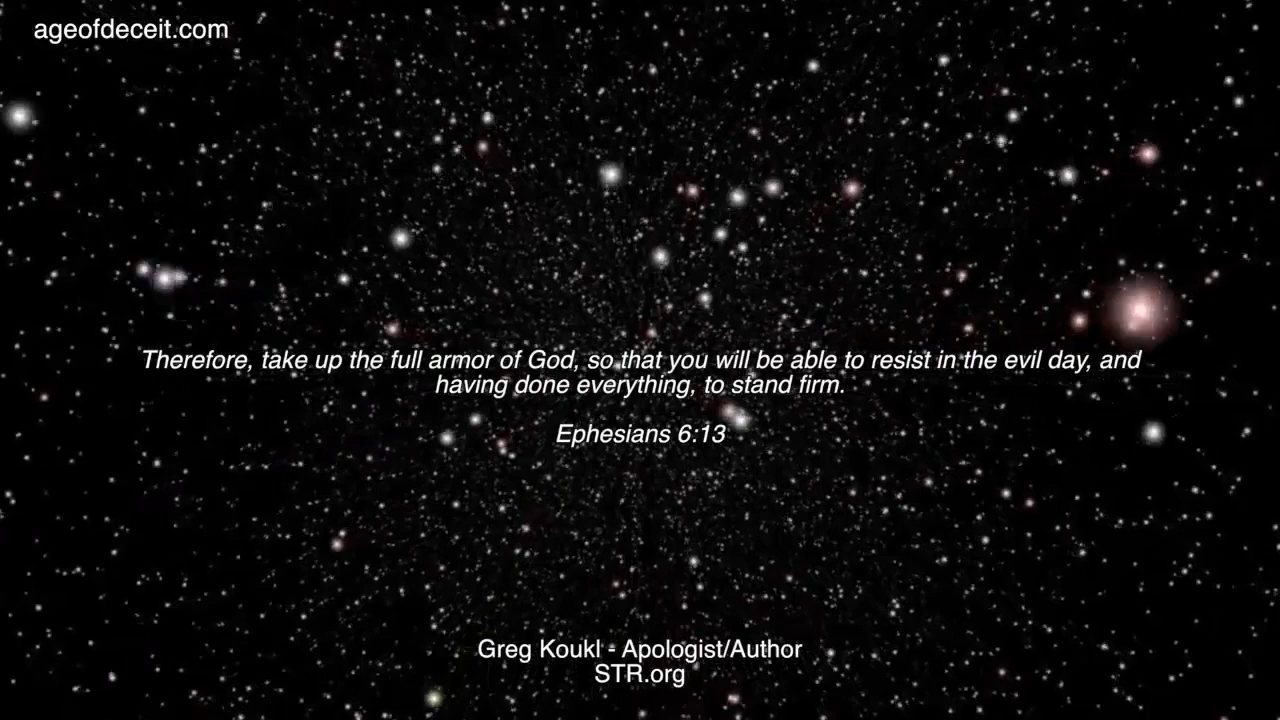 ageofdeceit.com
Therefore, take up the full armor of God, so that you will be able to resist in the evil day, and
having done everything, to stand firm.
Ephesians 6:13
Greg Koukl - Apologist/Author
STR.org